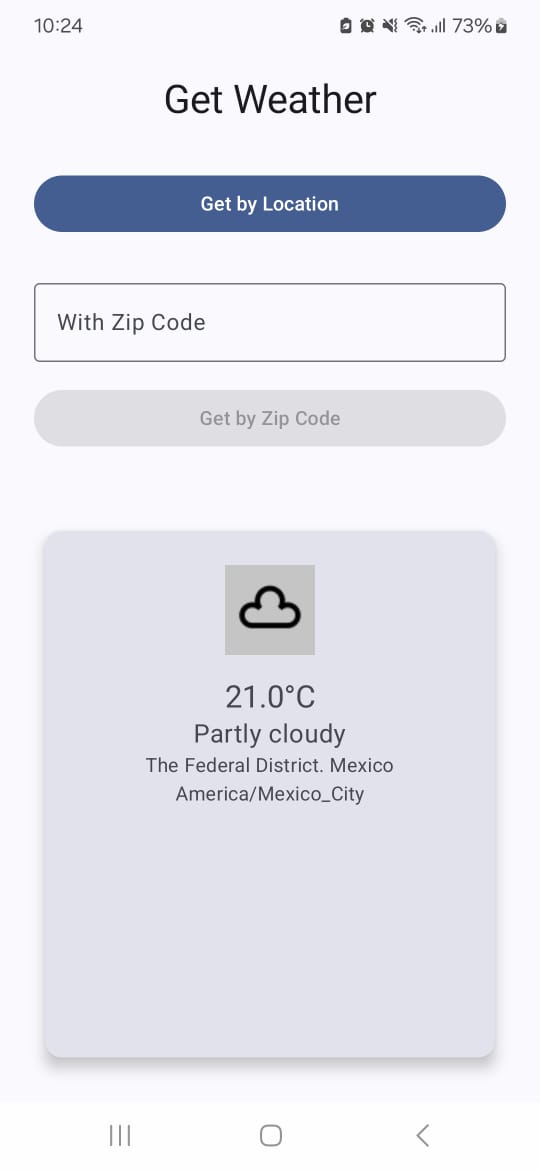 10:24
73%
Get Weather
Get by Location
With Zip Code
Get by Zip Code
21.0°C
Partly cloudy
The Federal District. Mexico
America/Mexico_City